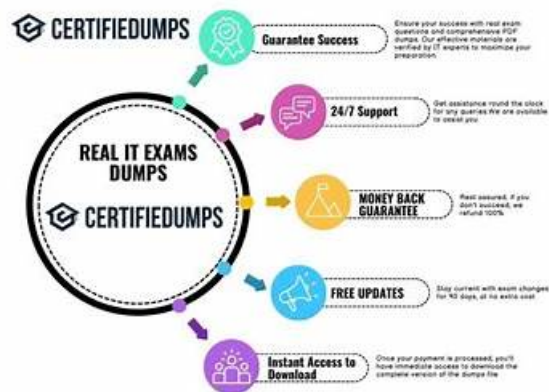 CERTIFIEDUMPS
Guarantee Success
Ensure your success with real exam
questions and comprehensive PDF
dumps. Our effective materials are
verified by IT experts to maximize your
preparation.
24/7 Support
Get assistance round the clock
for any queries.We are available
to assist you
REAL IT EXAMS
DUMPS
CERTIFIEDUMPS
MONEY BACK
GUARANTEE
Rest assured, if you
don't succeed, we
refund 100%
FREE UPDATES
Stay current with exam changes
for 90 days, at no extra cost
Instant Access to
Download
Once your payment is processed, you'll
have immediate access to download the
complete version of the dumps file